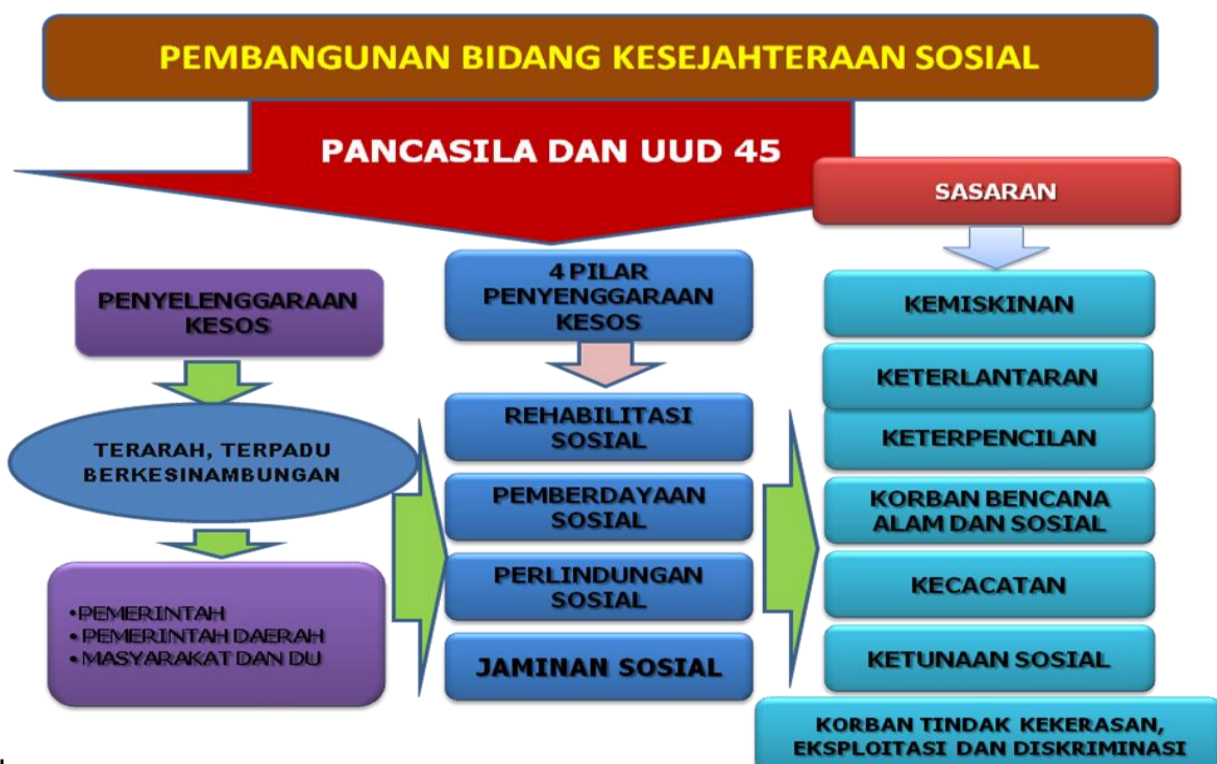 PEMBANGUNAN BIDANG KESEJAHTERAAN SOSIAL
PANCASILA DAN UUD 45
PENYELENGGARAAN
KESOS
TERARAH, TERPADU
BERKESINAMBUNGAN
•PEMERINTAH
•PEMERINTAH DAERAH
•MASYARAKAT DAN DU
4 PILAR
PENYENGGARAAN
KESOS
REHABILITASI
SOSIAL
PEMBERDAYAAN
SOSIAL
PERLINDUNGAN
SOSIAL
JAMINAN SOSIAL
SASARAN
KEMISKINAN
KETERLANTARAN
KETERPENCILAN
KORBAN BENCANA
ALAM DAN SOSIAL
KECACATAN
KETUNAAN SOSIAL
KORBAN TINDAK KEKERASAN,
EKSPLOITASI DAN DISKRIMINASI